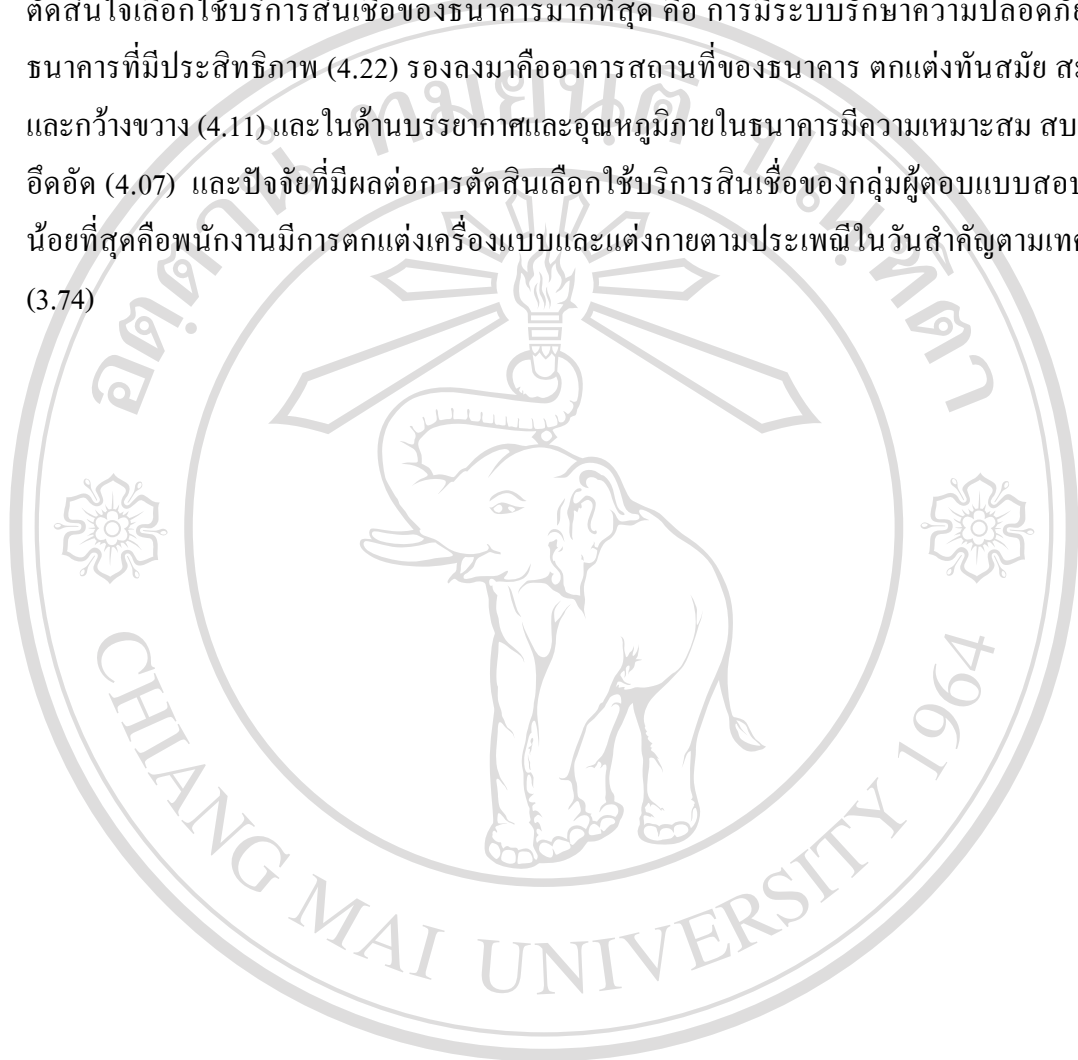 ตัดสินใจเลือกใช้บริการสินเชื่อของธนาคารมากที่สุด คือ การมีระบบรักษาความปลอดภัย
ธนาคารที่มีประสิทธิภาพ (4.22) รองลงมาคืออาคารสถานที่ของธนาคาร ตกแต่งทันสมัย
และกว้างขวาง (4.11) และในด้านบรรยากาศและอุณหภูมิภายในธนาคารมีความเหมาะสม
อึดอัด (4.07) และปัจจัยที่มีผลต่อการตัดสินเลือกใช้บริการสินเชื่อของกลุ่มผู้ตอบแบบสอบ
น้อยที่สุดคือพนักงานมีการตกแต่งเครื่องแบบและแต่งกายตามประเพณีในวันสำคัญตาม
(3.74)
อตฺตานํ ทมยนฺติ ปณฺฑิตา
CHIANG MAI UNIVERSITY 1964